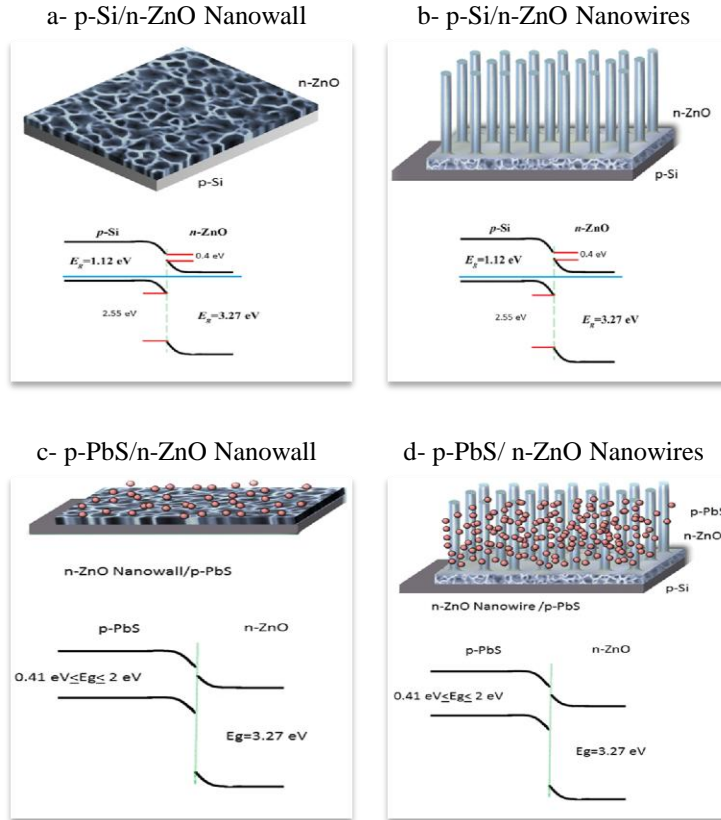 a- p-Si/n-ZnO Nanowall
n-ZnO
p-Si
p-Si n-ZnO
0.4 eV
Eg=1.12 eV
2.55 eV
Eg=3.27 eV
b- p-Si/n-ZnO Nanowires
n-ZnO
p-Si
p-Si n-ZnO
0.4 eV
Eg=1.12 eV
2.55 eV
Eg=3.27 eV
c- p-PbS/n-ZnO Nanowall
n-ZnO Nanowall/p-PbS
p-PbS n-ZnO
0.41 eV≤Eg≤ 2 eV
Eg=3.27 eV
d- p-PbS/ n-ZnO Nanowires
p-PbS
n-ZnO
p-Si
n-ZnO Nanowire /p-PbS
p-PbS n-ZnO
0.41 eV≤Eg≤ 2 eV
Eg=3.27 eV